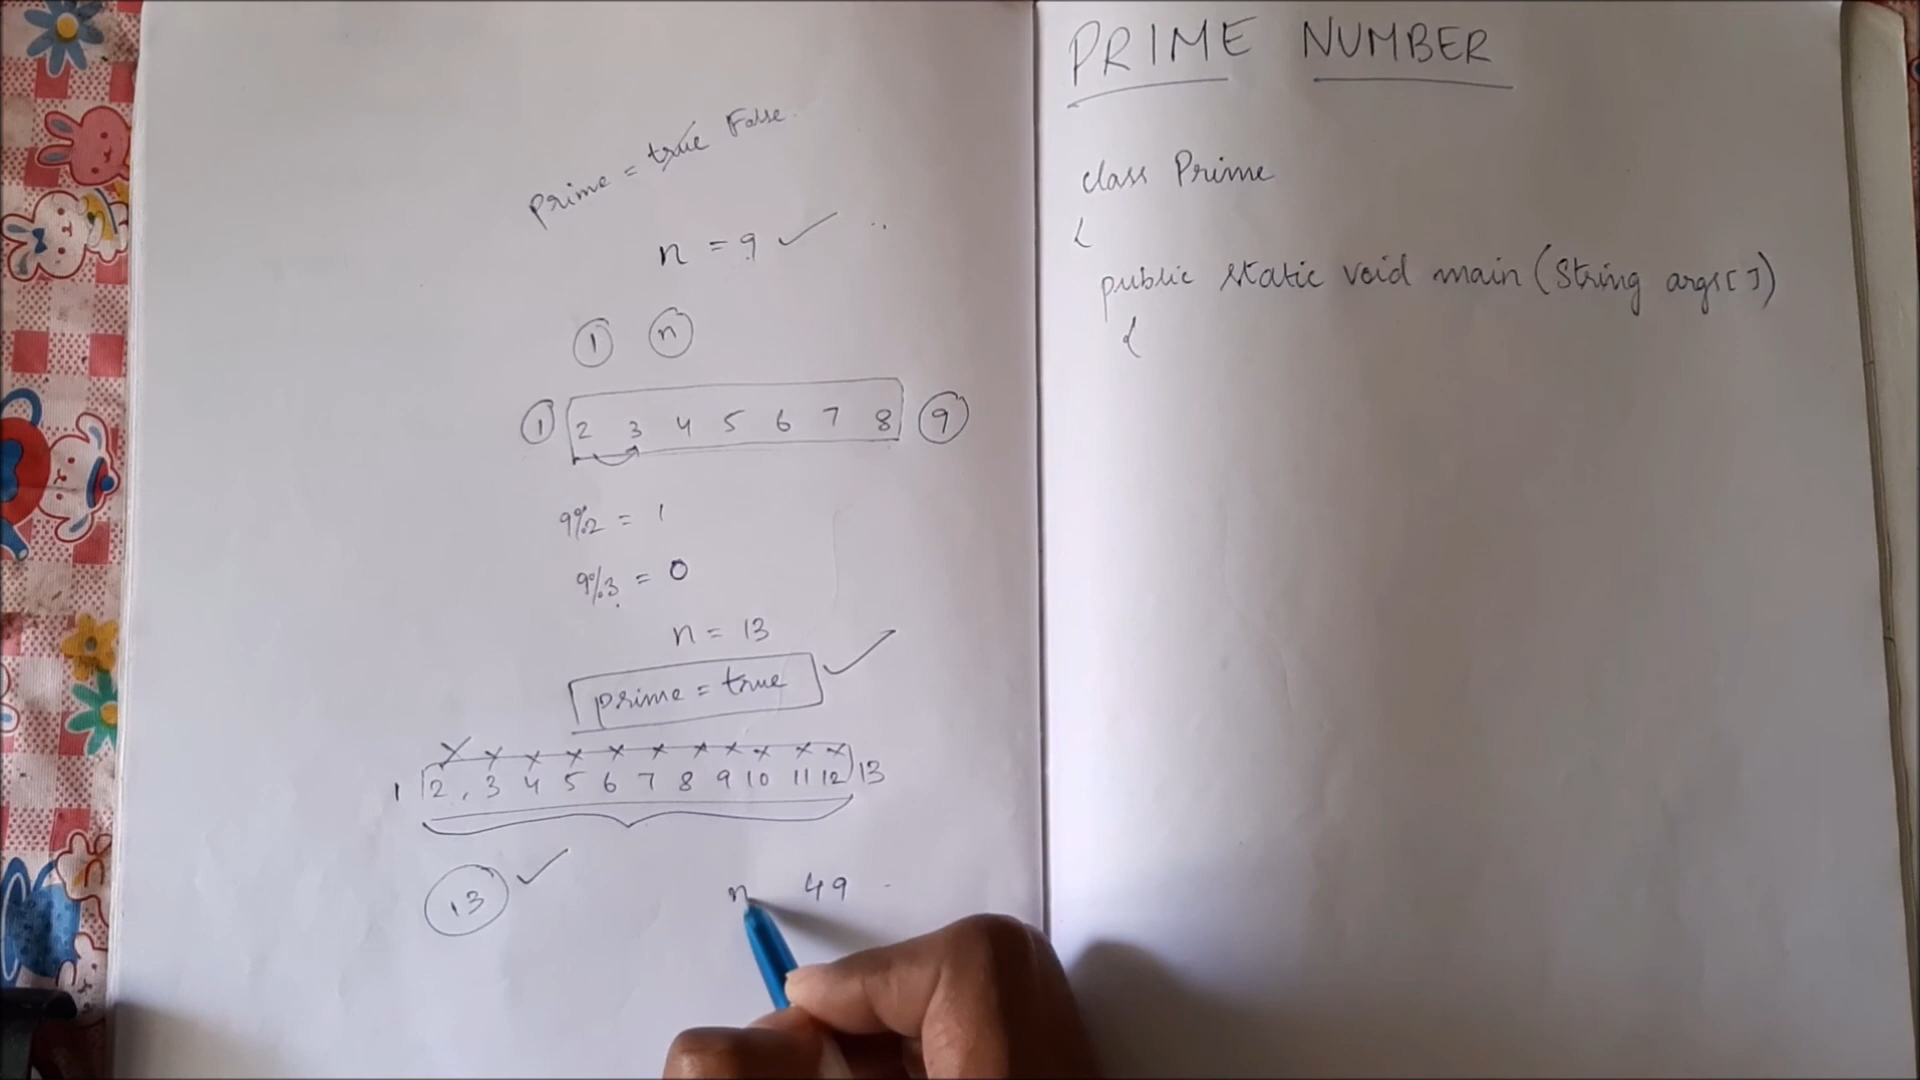 prime = true False.
n = 9
1 n
1 2 3 4 5 6 7 8 9
9%2 = 1
9%3 = 0
n = 13
prime = true
1 2, 3 4 5 6 7 8 9 10 11 12 13
13
n 49
PRIME NUMBER
class Prime
{
public static void main (String args[])
{